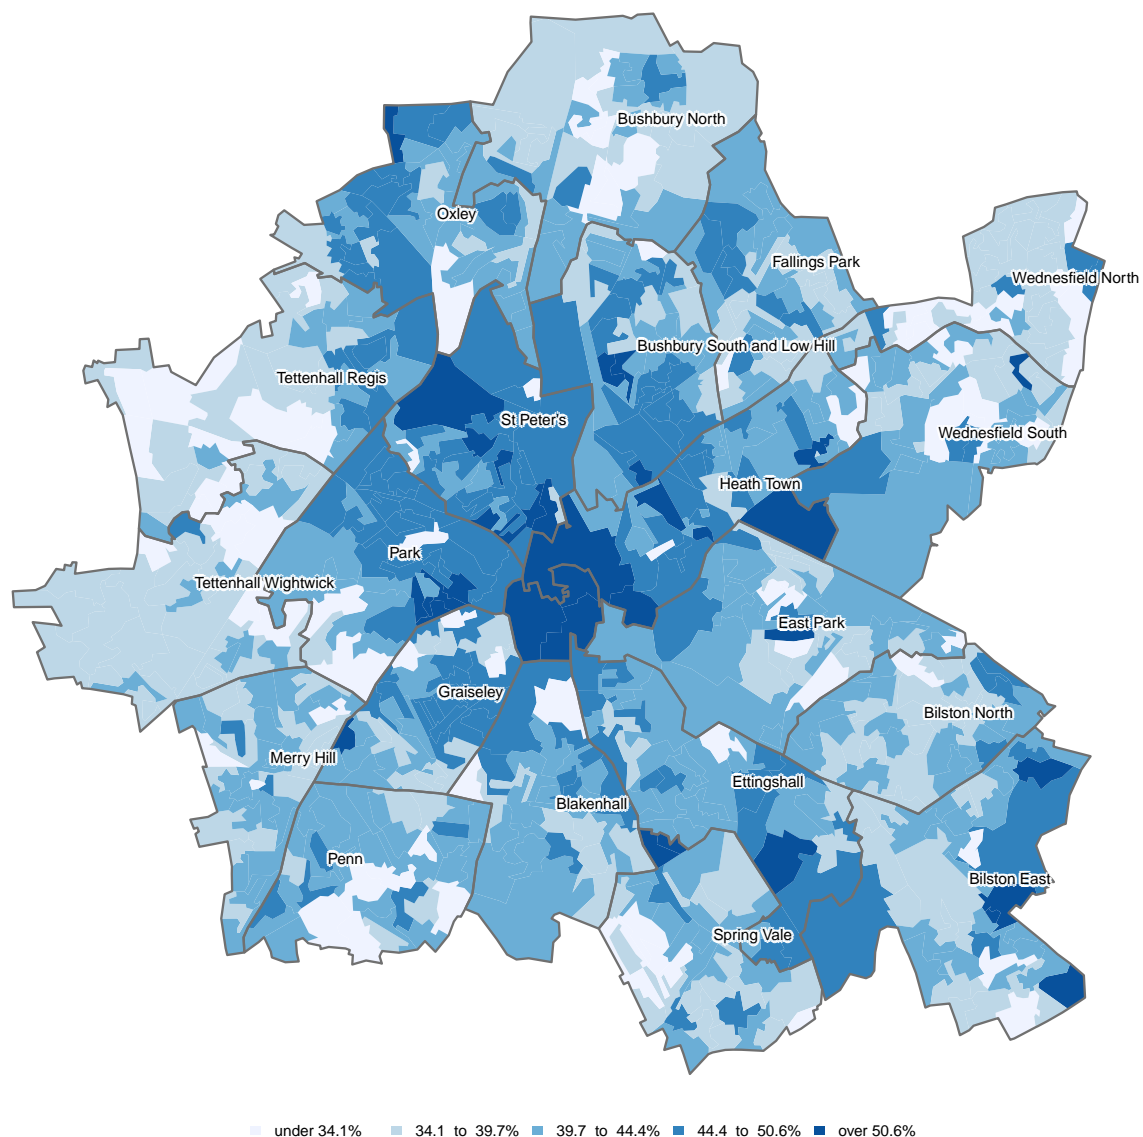 Bushbury North
Oxley
Fallings Park
Wednesfield North
Bushbury South and Low Hill
Tettenhall Regis
St Peter's
Wednesfield South
Heath Town
Park
Tettenhall Wightwick
East Park
Graiseley
Bilston North
Merry Hill
Ettingshall
Blakenhall
Penn
Bilston East
Spring Vale
under 34.1% 34.1 to 39.7% 39.7 to 44.4% 44.4 to 50.6% over 50.6%